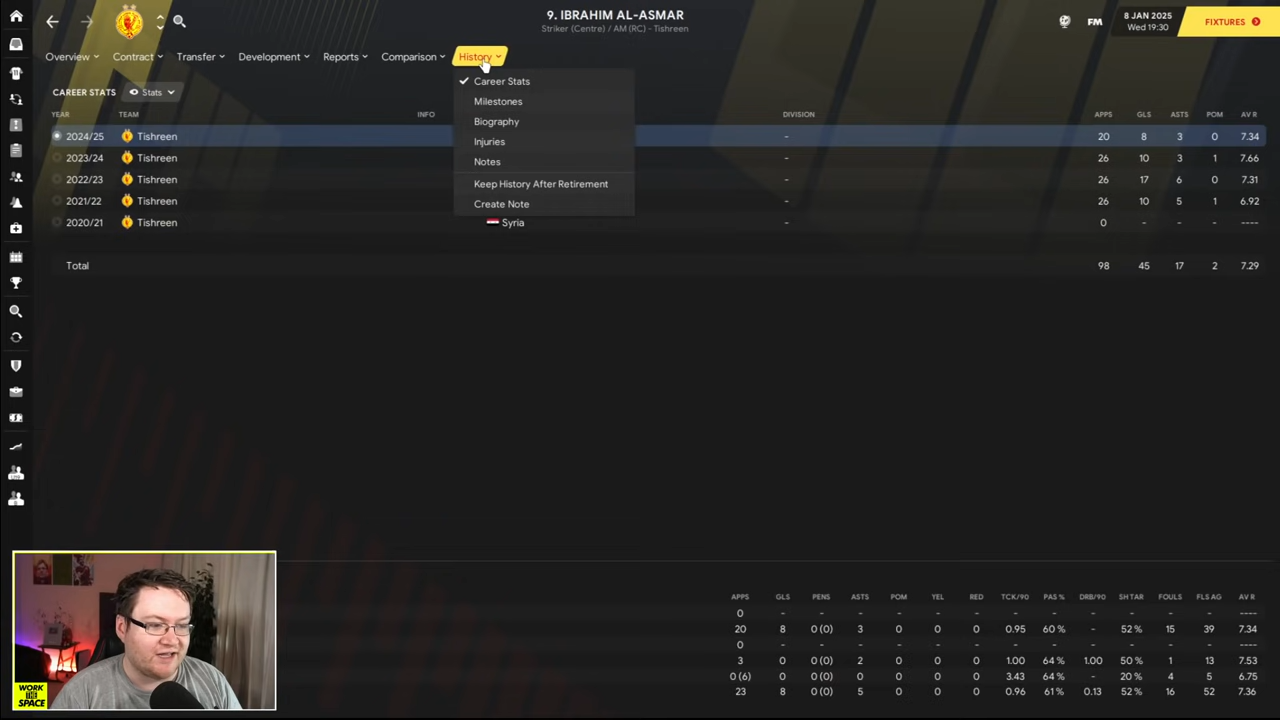 9. IBRAHIM AL-ASMAR
Striker (Centre) / AM (RC) - Tishreen
FM
8 JAN 2025
Wed 19:30
FIXTURES
Overview Contract Transfer Development Reports Comparison History
CAREER STATS Stats
Career Stats
Milestones
Biography
Injuries
Notes
Keep History After Retirement
Create Note
YEAR TEAM INFO DIVISION APPS GLS ASTS POM AV R
2024/25 Tishreen - 20 8 3 0 7.34
2023/24 Tishreen - 26 10 3 1 7.66
2022/23 Tishreen - 26 17 6 0 7.31
2021/22 Tishreen - 26 10 5 1 6.92
2020/21 Tishreen Syria - 0 - - - ----
Total 98 45 17 2 7.29
APPS GLS PENS ASTS POM YEL RED TCK/90 PAS % DRB/90 SH TAR FOULS FLS AG AV R
0 - - - - - - - - - - - - ----
20 8 0 (0) 3 0 0 0 0.95 60 % - 52 % 15 39 7.34
0 - - - - - - - - - - - - ----
3 0 0 (0) 2 0 0 0 1.00 64 % 1.00 50 % 1 13 7.53
0 (6) 0 0 (0) 0 0 0 0 3.43 64 % - 20 % 4 5 6.75
23 8 0 (0) 5 0 0 0 0.96 61 % 0.13 52 % 16 52 7.36
WORK
THE
SPACE